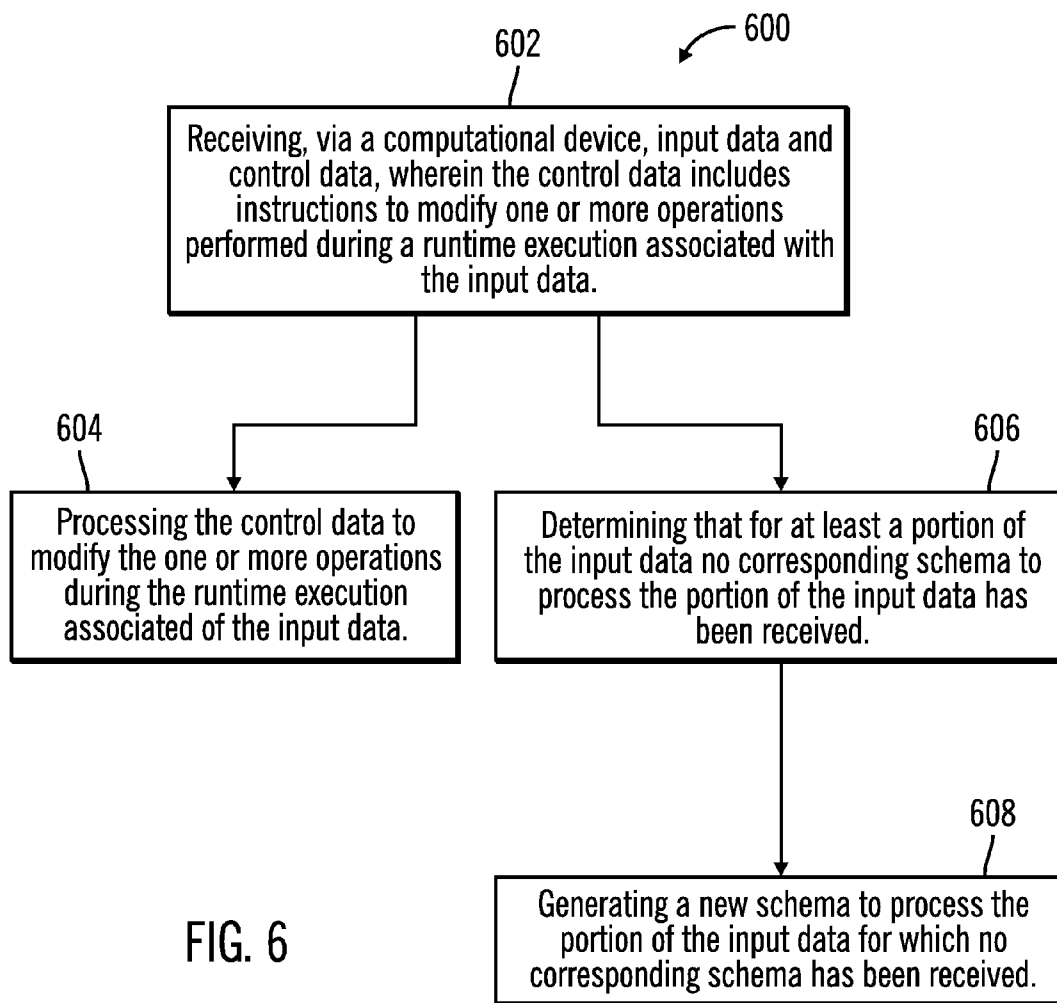 600
602
Receiving, via a computational device, input data and
control data, wherein the control data includes
instructions to modify one or more operations
performed during a runtime execution associated with
the input data.
604
Processing the control data to
modify the one or more operations
during the runtime execution
associated of the input data.
606
Determining that for at least a portion of
the input data no corresponding schema to
process the portion of the input data has
been received.
608
Generating a new schema to process the
portion of the input data for which no
corresponding schema has been received.
FIG. 6